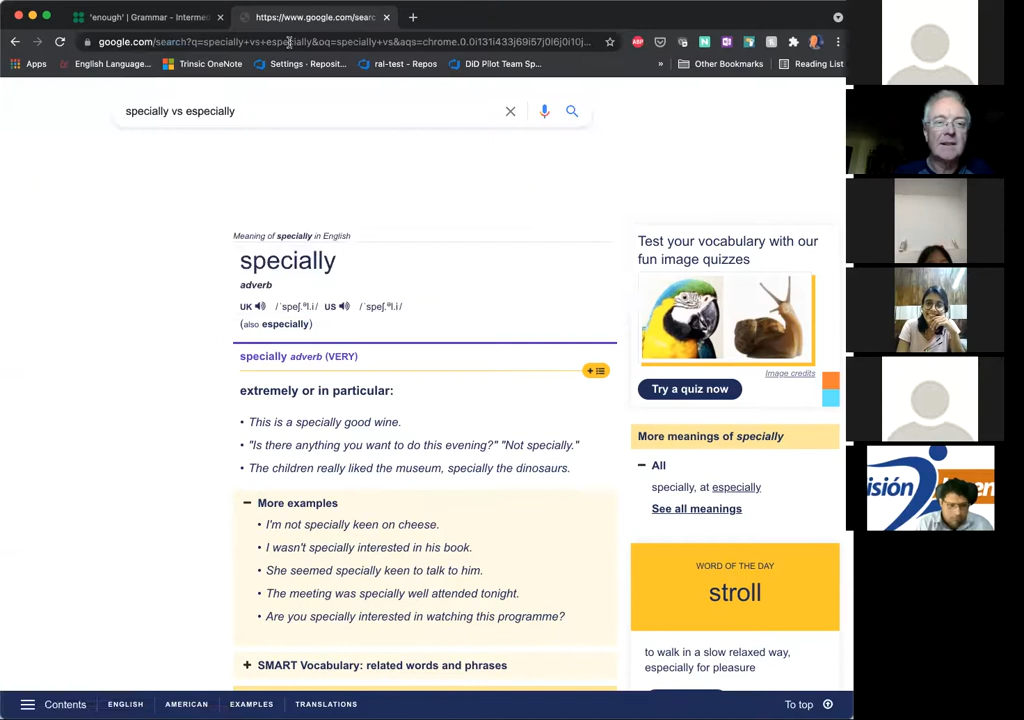 'enough' | Grammar - Intermed
https://www.google.com/searc
google.com/search?q=specially+vs+especially&oq=specially+vs&aqs=chrome.0.0i131i433j69i57j0l6j0i10j...
Apps
English Language...
Trinsic OneNote
Settings · Reposit...
ral-test - Repos
DiD Pilot Team Sp...
»
Other Bookmarks
Reading List
specially vs especially
Meaning of specially in English
specially
adverb
UK /ˈspeʃ.əl.i/ US /ˈspeʃ.əl.i/
(also especially)
specially adverb (VERY)
extremely or in particular:
• This is a specially good wine.
• "Is there anything you want to do this evening?" "Not specially."
• The children really liked the museum, specially the dinosaurs.
− More examples
• I'm not specially keen on cheese.
• I wasn't specially interested in his book.
• She seemed specially keen to talk to him.
• The meeting was specially well attended tonight.
• Are you specially interested in watching this programme?
+ SMART Vocabulary: related words and phrases
Test your vocabulary with our
fun image quizzes
Image credits
Try a quiz now
More meanings of specially
− All
specially, at especially
See all meanings
WORD OF THE DAY
stroll
to walk in a slow relaxed way,
especially for pleasure
Contents
ENGLISH
AMERICAN
EXAMPLES
TRANSLATIONS
To top
ABP
isión